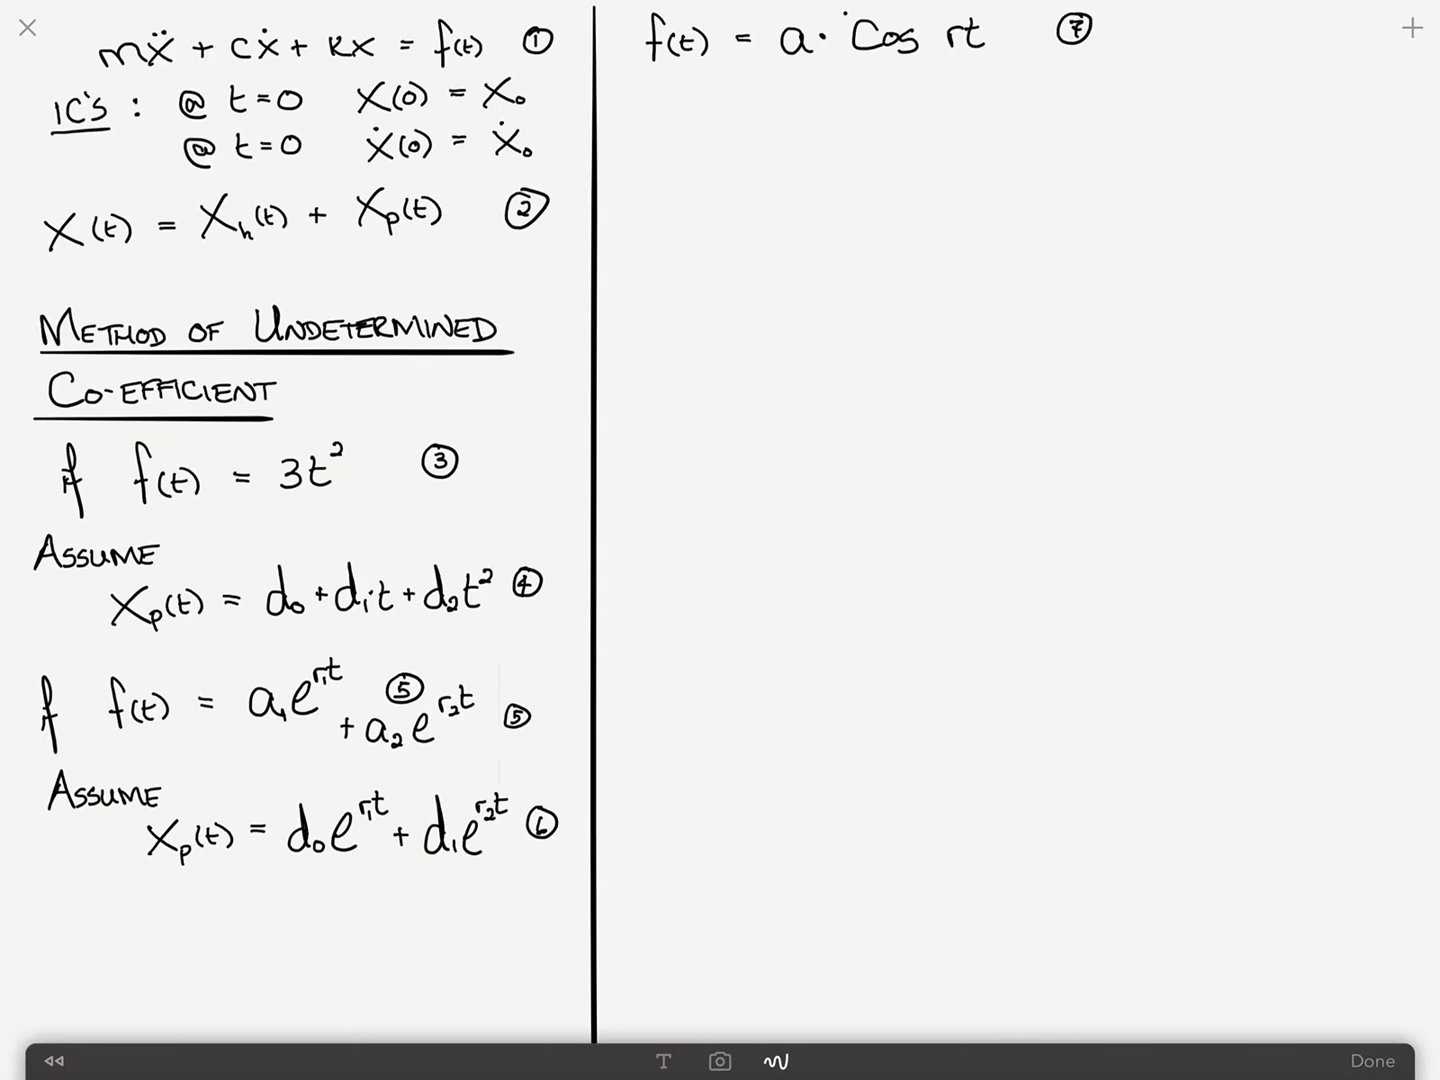 mẍ + cẋ + kx = f(t) ①
IC's : @ t=0 x(0) = x₀
@ t=0 ẋ(0) = ẋ₀
x(t) = xₕ(t) + xₚ(t) ②
METHOD OF UNDETERMINED
CO-EFFICIENT
If f(t) = 3t² ③
ASSUME
xₚ(t) = d₀ + d₁t + d₂t² ④
If f(t) = a₁e^{r₁t} ⑤
+ a₂e^{r₂t} ⑤
ASSUME
xₚ(t) = d₀e^{r₁t} + d₁e^{r₂t} ⑥
f(t) = a · Cos rt ⑦
T Done